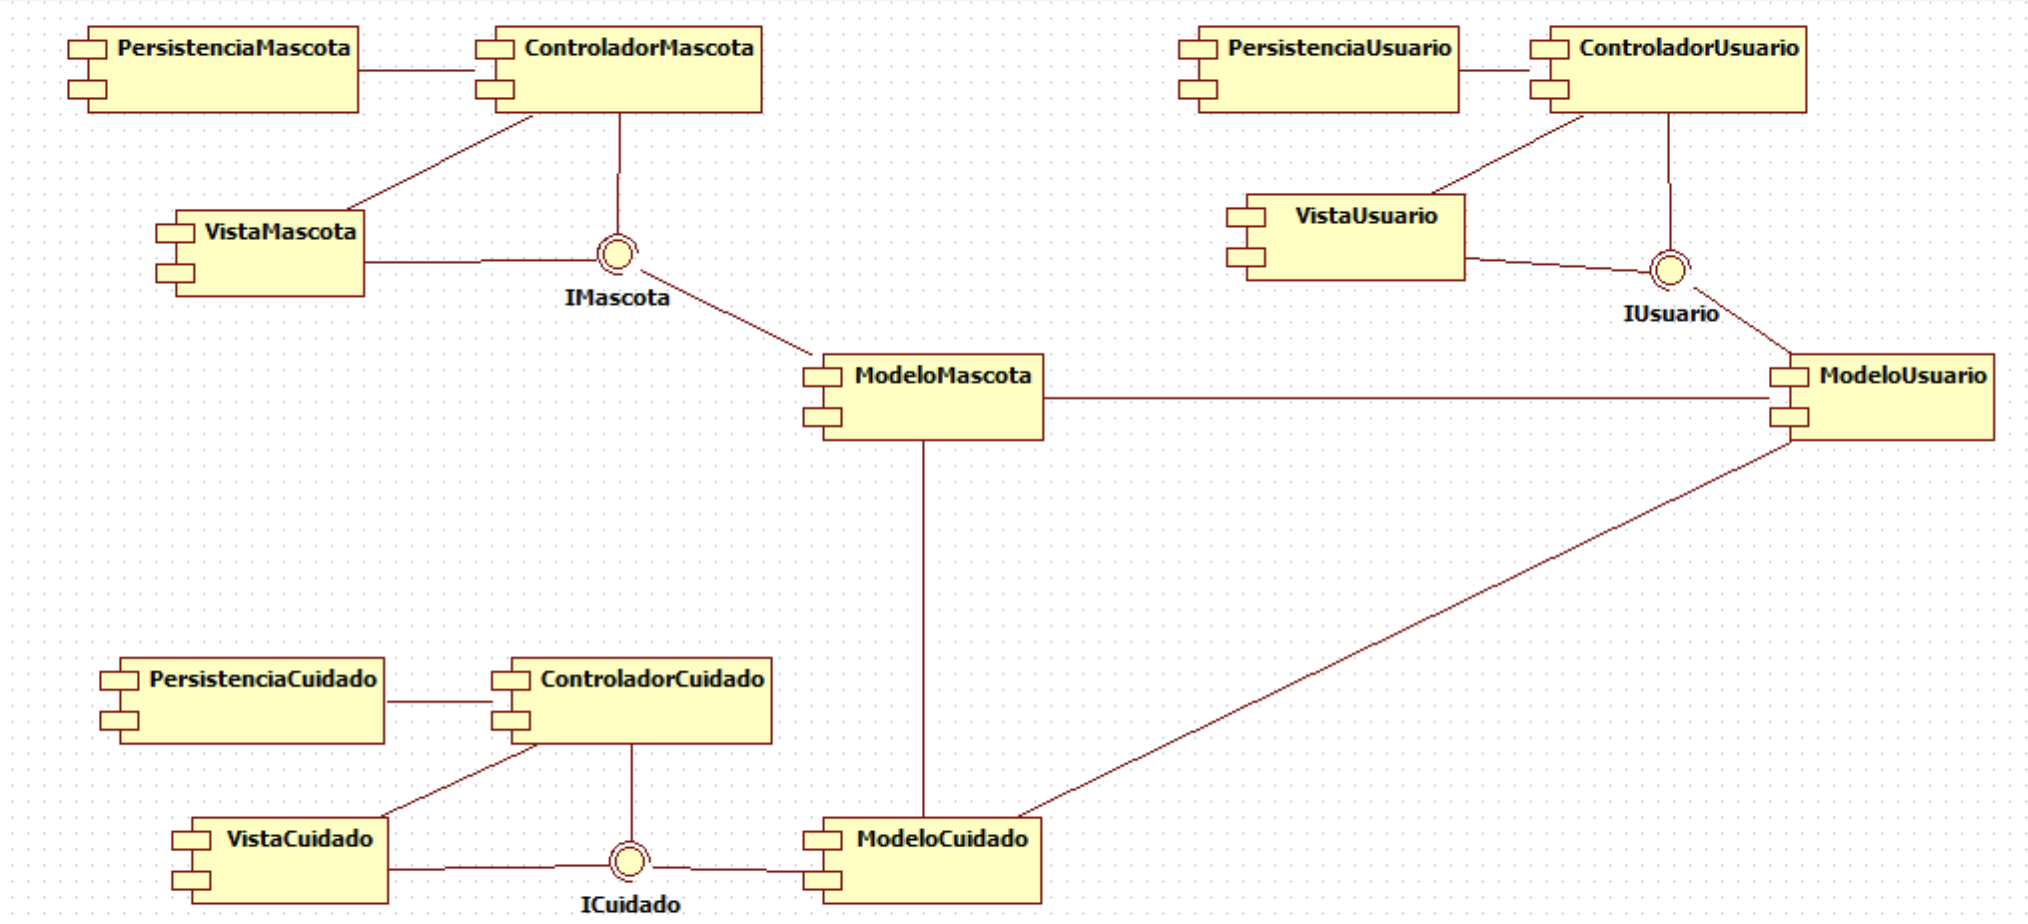 PersistenciaMascota
ControladorMascota
PersistenciaUsuario
ControladorUsuario
VistaMascota
VistaUsuario
IMascota
IUsuario
ModeloMascota
ModeloUsuario
PersistenciaCuidado
ControladorCuidado
VistaCuidado
ModeloCuidado
ICuidado